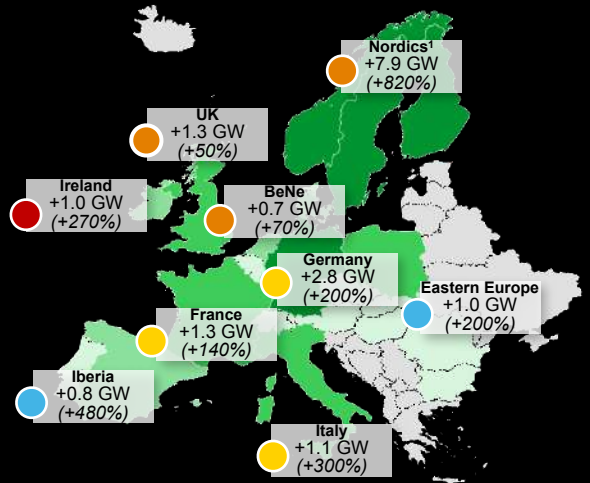 Nordics¹
+7.9 GW
(+820%)
UK
+1.3 GW
(+50%)
Ireland
+1.0 GW
(+270%)
BeNe
+0.7 GW
(+70%)
Germany
+2.8 GW
(+200%)
Eastern Europe
+1.0 GW
(+200%)
France
+1.3 GW
(+140%)
Iberia
+0.8 GW
(+480%)
Italy
+1.1 GW
(+300%)